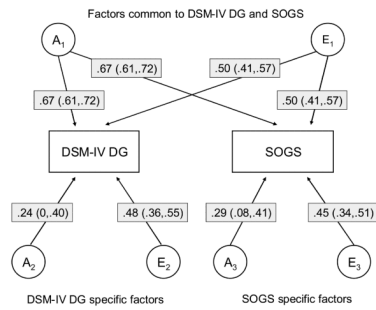 Factors common to DSM-IV DG and SOGS
A1
E1
.67 (.61,.72)
.50 (.41,.57)
.67 (.61,.72)
.50 (.41,.57)
DSM-IV DG
SOGS
.24 (0,.40)
.48 (.36,.55)
.29 (.08,.41)
.45 (.34,.51)
A2
E2
A3
E3
DSM-IV DG specific factors
SOGS specific factors